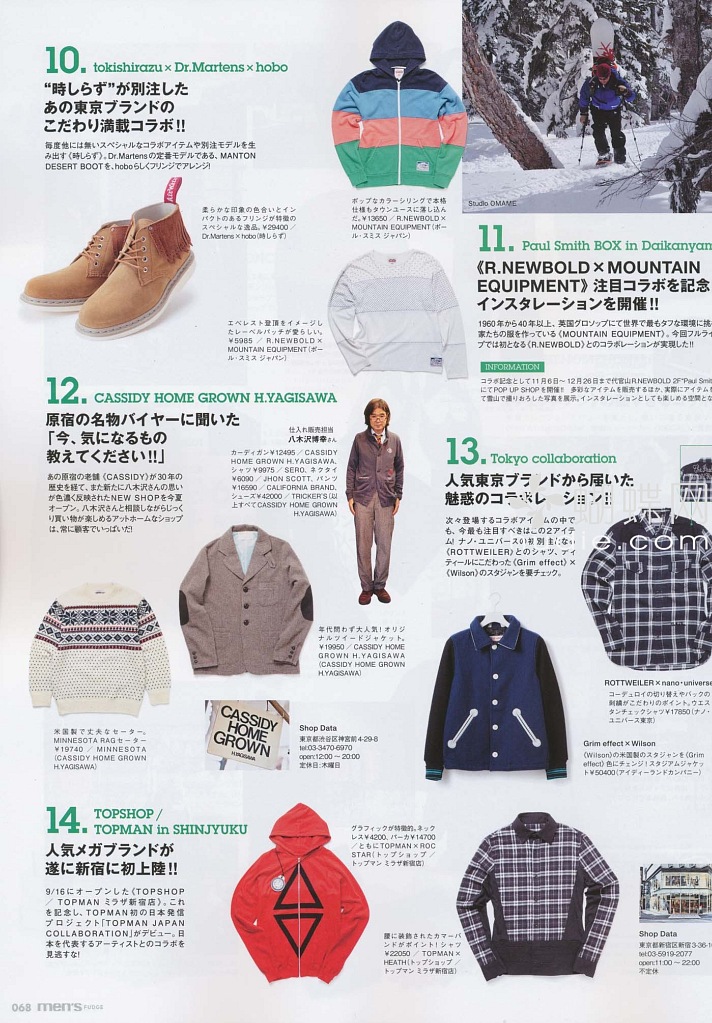 10. tokishirazu × Dr.Martens × hobo
“時しらず”が別注した
あの東京ブランドの
こだわり満載コラボ!!
毎度他には無いスペシャルなコラボアイテムや別注モデルを生
み出す《時しらず》。Dr.Martensの定番モデルである、MANTON
DESERT BOOTを、hoboらしくフリンジでアレンジ!
柔らかな印象の色合いとイン
パクトのあるフリンジが特徴の
スペシャルな逸品。¥29400／
Dr.Martens×hobo(時しらず)
ポップなカラーシリングで本格
仕様もタウンユースに落し込ん
だ。¥13650／R.NEWBOLD×
MOUNTAIN EQUIPMENT(ポー
ル・スミス ジャパン)
エベレスト登頂をイメージし
たレーベルパッチが愛らしい。
¥5985／R.NEWBOLD×
MOUNTAIN EQUIPMENT(ポー
ル・スミス ジャパン)
Studio OMAME
11. Paul Smith BOX in Daikanyam
《R.NEWBOLD×MOUNTAIN
EQUIPMENT》注目コラボを記念
インスタレーションを開催!!
1960年から40年以上、英国グロソップにて世界で最もタフな環境に挑
家たちの服を作っている《MOUNTAIN EQUIPMENT》。今回フルライ
プでは初となる《R.NEWBOLD》とのコラボレーションが実現した!!
INFORMATION
コラボ記念として11月6日〜12月26日まで代官山R.NEWBOLD 2F“Paul Smit
にてPOP UP SHOPを開催!! 多彩なアイテムを販売するほか、実際にアイテムを
て雪山で撮りおろした写真を展示。インスタレーションとしても楽しめる空間とな
12. CASSIDY HOME GROWN H.YAGISAWA
原宿の名物バイヤーに聞いた
「今、気になるもの
教えてください!!」
あの原宿の老舗《CASSIDY》が30年の
歴史を経て、また新たに八木沢さんの思い
が色濃く反映されたNEW SHOPを今夏
オープン。八木沢さんと相談しながらじっく
り買い物が楽しめるアットホームなショップ
は、常に顧客でいっぱいだ!
仕入れ販売担当
八木沢博幸さん
カーディガン¥12495／CASSIDY
HOME GROWN H.YAGISAWA、
シャツ¥9975／SERO、ネクタイ
¥6090／JHON SCOTT、パンツ
¥16590／CALIFORNIA BRAND、
シューズ¥42000／TRICKER'S(以
上すべてCASSIDY HOME GROWN
H.YAGISAWA)
年代問わず大人気!オリジ
ナルツイードジャケット。
¥19950／CASSIDY HOME
GROWN H.YAGISAWA
(CASSIDY HOME GROWN
H.YAGISAWA)
米国製で丈夫なセーター。
MINNESOTA RAGセーター
¥19740／MINNESOTA
(CASSIDY HOME GROWN
H.YAGISAWA)
CASSIDY
HOME
GROWN
H.YAGISAWA
Shop Data
東京都渋谷区神宮前4-29-8
tel:03-3470-6970
open:12:00 〜 20:00
定休日:木曜日
13. Tokyo collaboration
人気東京ブランドから届いた
魅惑のコラボレーション!!
次々登場するコラボアイテムの中で
も、今最も注目すべきはこの2アイテ
ム!ナノ・ユニバースの初別注となる
《ROTTWEILER》とのシャツ、ディ
ティールにこだわった《Grim effect》×
《Wilson》のスタジャンを要チェック。
ROTTWEILER×nano・universe
コーデュロイの切り替えやバックの
刺繍がこだわりのポイント。ウエス
タンチェックシャツ¥17850(ナノ・
ユニバース東京)
Grim effect×Wilson
《Wilson》の米国製のスタジャンを《Grim
effect》色にチェンジ!スタジアムジャケッ
ト¥50400(アイディーランドカンパニー)
14. TOPSHOP /
TOPMAN in SHINJYUKU
人気メガブランドが
遂に新宿に初上陸!!
9/16にオープンした《TOPSHOP
／TOPMAN ミラザ新宿店》。これ
を記念し、TOPMAN初の日本発信
プロジェクト「TOPMAN JAPAN
COLLABORATION」がデビュー。日
本を代表するアーティストとのコラボを
見逃すな!
グラフィックが特徴的。ネック
レス¥4200、パーカ¥14700
／ともにTOPMAN×ROC
STAR(トップショップ／
トップマン ミラザ新宿店)
腰に装飾されたカマーバ
ンドがポイント!シャツ
¥22050／TOPMAN×
HEATH(トップショップ／
トップマン ミラザ新宿店)
Shop Data
東京都新宿区新宿3-36-10
tel:03-5919-2077
open:11:00 〜 22:00
不定休
068 men's FUDGE